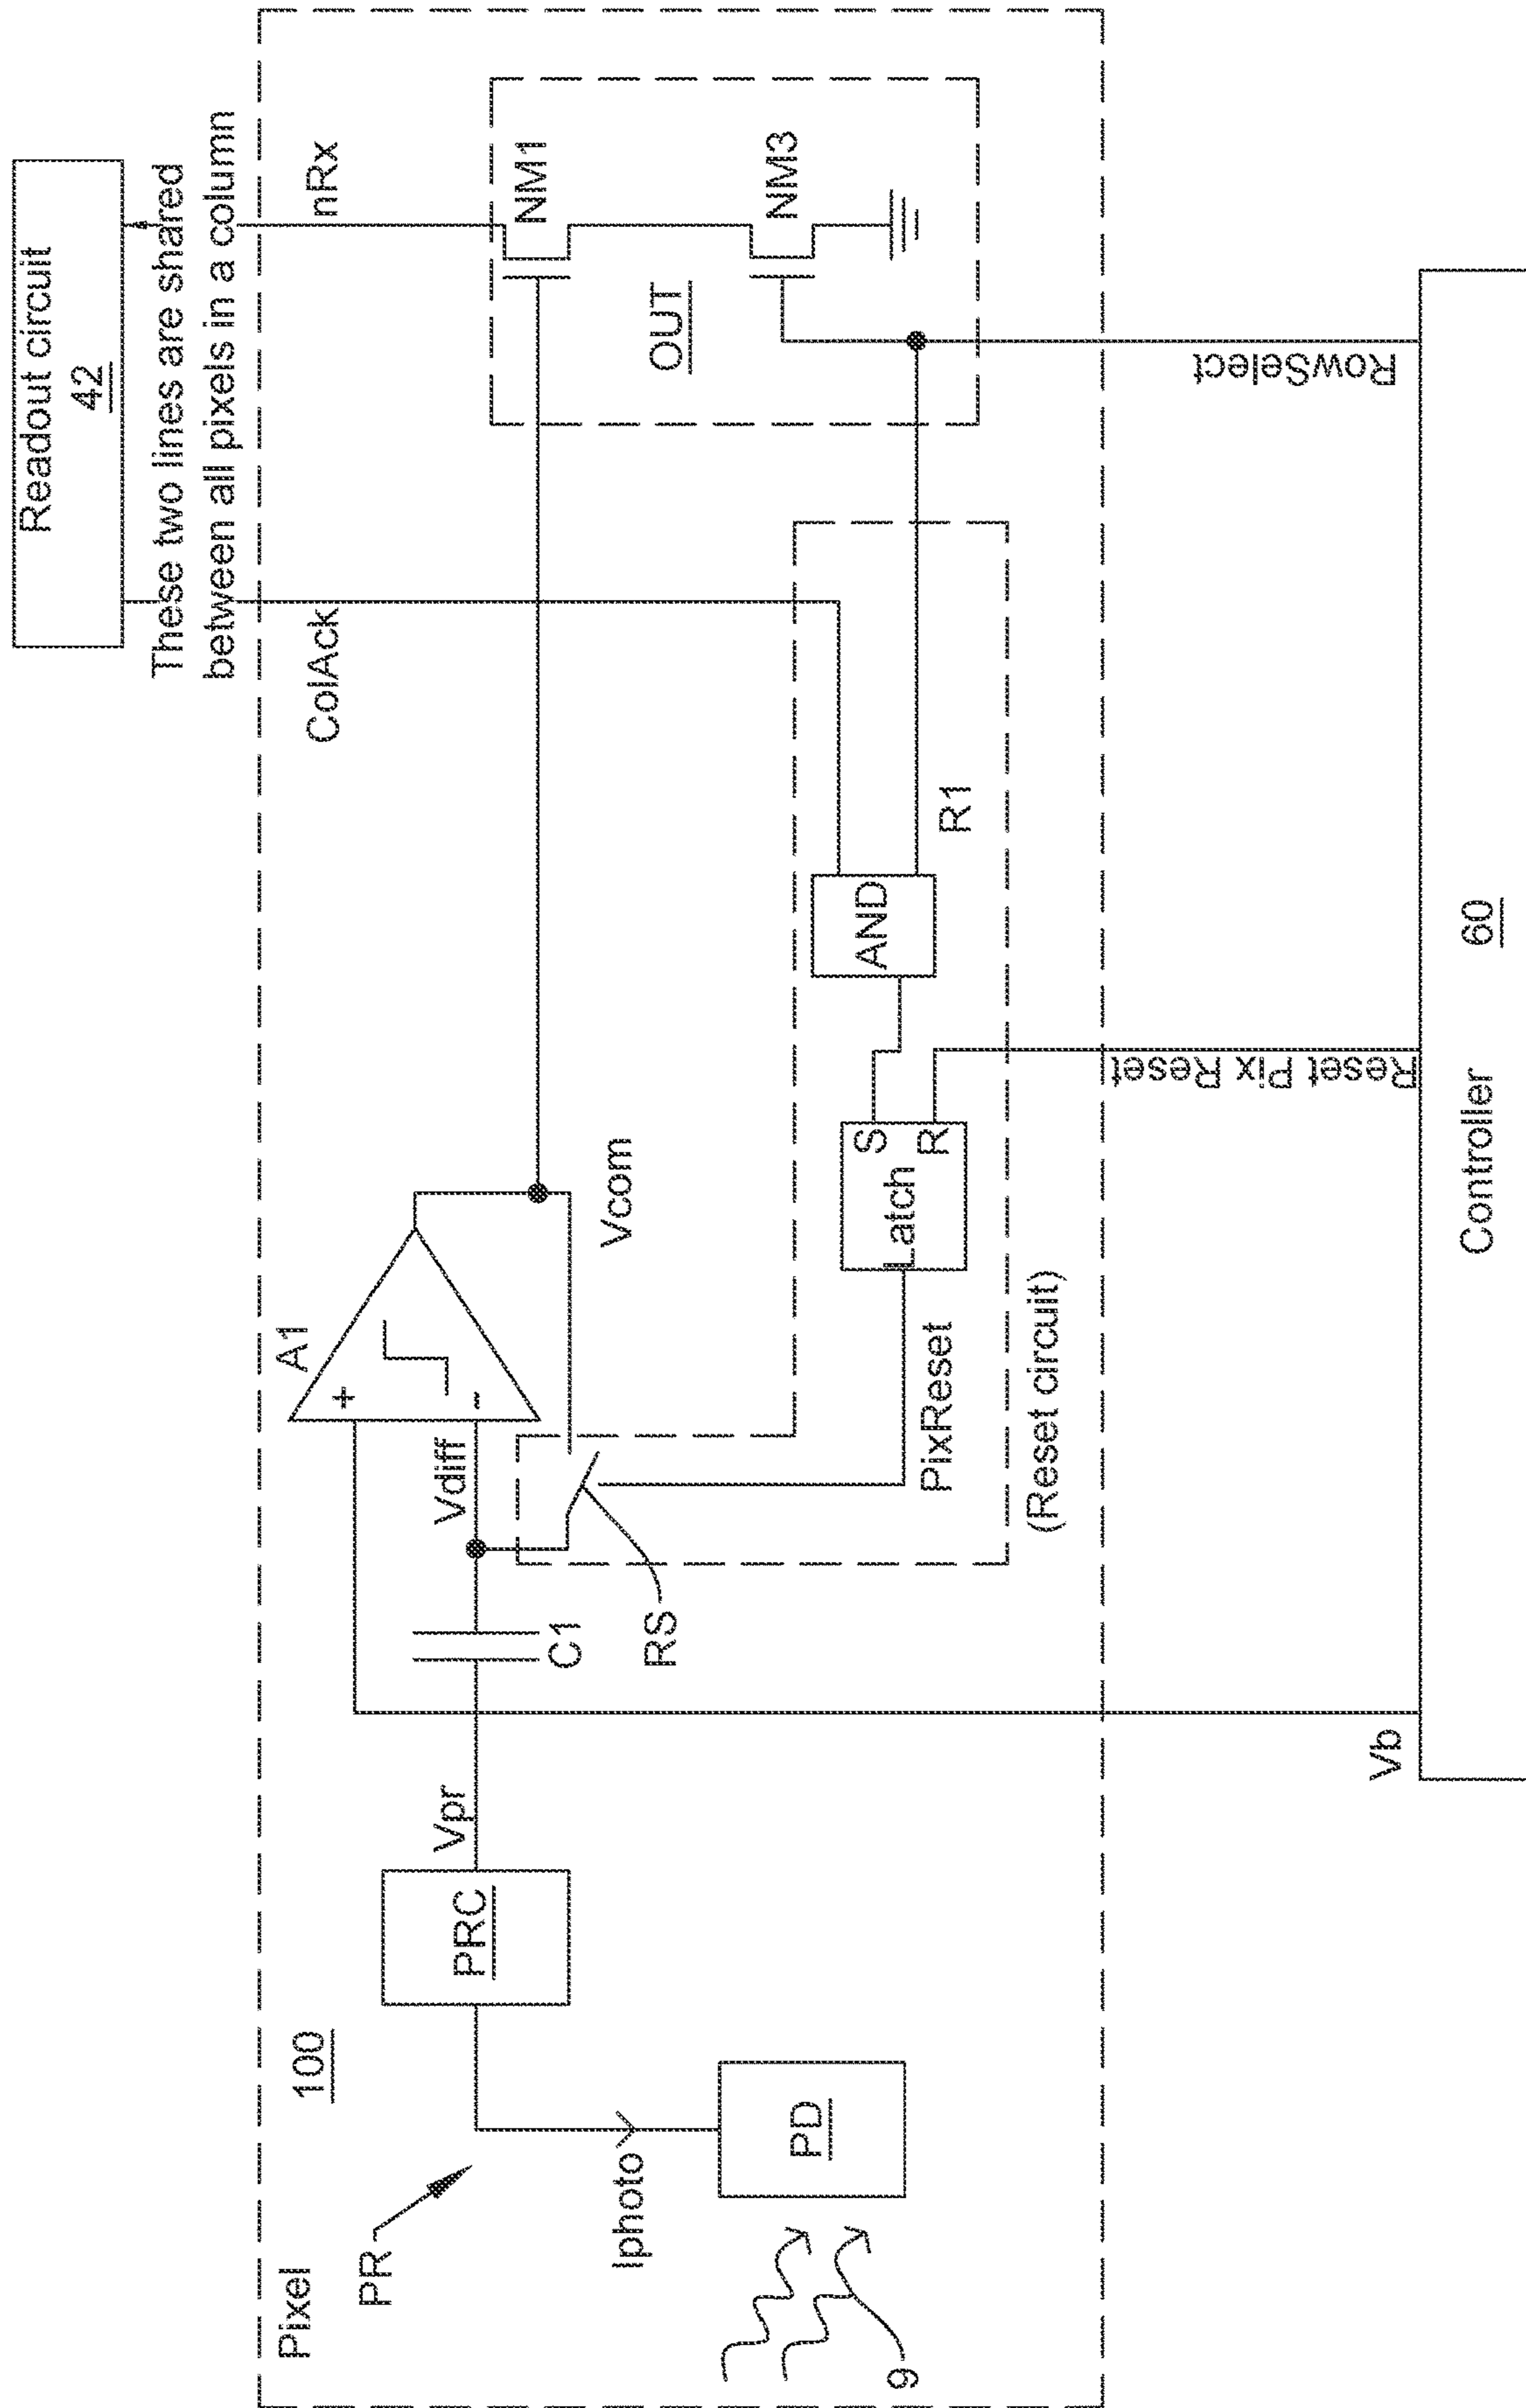 Readout circuit
42
These two lines are shared
between all pixels in a column
Pixel
100
PR
PRC
Vpr
Iphoto
PD
9
C1
Vdiff
A1
+
-
RS
Vcom
ColAck
nRx
NM1
OUT
NM3
PixReset
Latch
S
R
AND
R1
(Reset circuit)
Vb
Reset Pix Reset
RowSelect
Controller
60